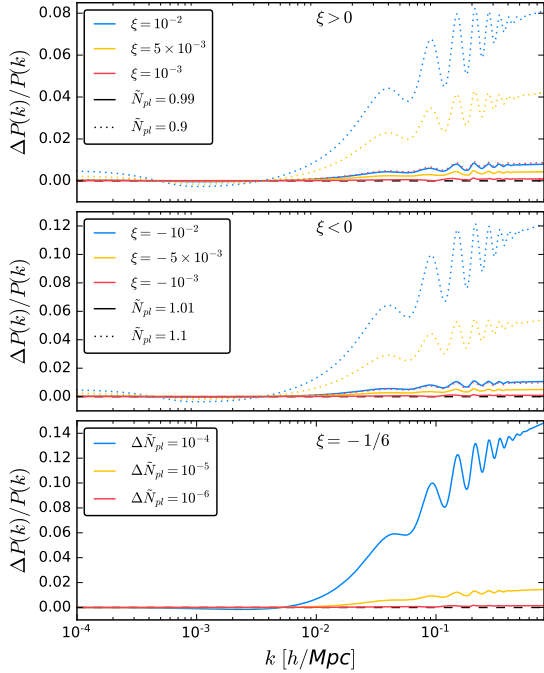 ξ>0
ΔP(k)/P(k)
0.08
0.06
0.04
0.02
0.00
ξ=10⁻²
ξ=5×10⁻³
ξ=10⁻³
Ñ_pl=0.99
Ñ_pl=0.9
ξ<0
ΔP(k)/P(k)
0.12
0.10
0.08
0.06
0.04
0.02
0.00
ξ=−10⁻²
ξ=−5×10⁻³
ξ=−10⁻³
Ñ_pl=1.01
Ñ_pl=1.1
ξ=−1/6
ΔP(k)/P(k)
0.14
0.12
0.10
0.08
0.06
0.04
0.02
0.00
ΔÑ_pl=10⁻⁴
ΔÑ_pl=10⁻⁵
ΔÑ_pl=10⁻⁶
10⁻⁴ 10⁻³ 10⁻² 10⁻¹
k [h/Mpc]